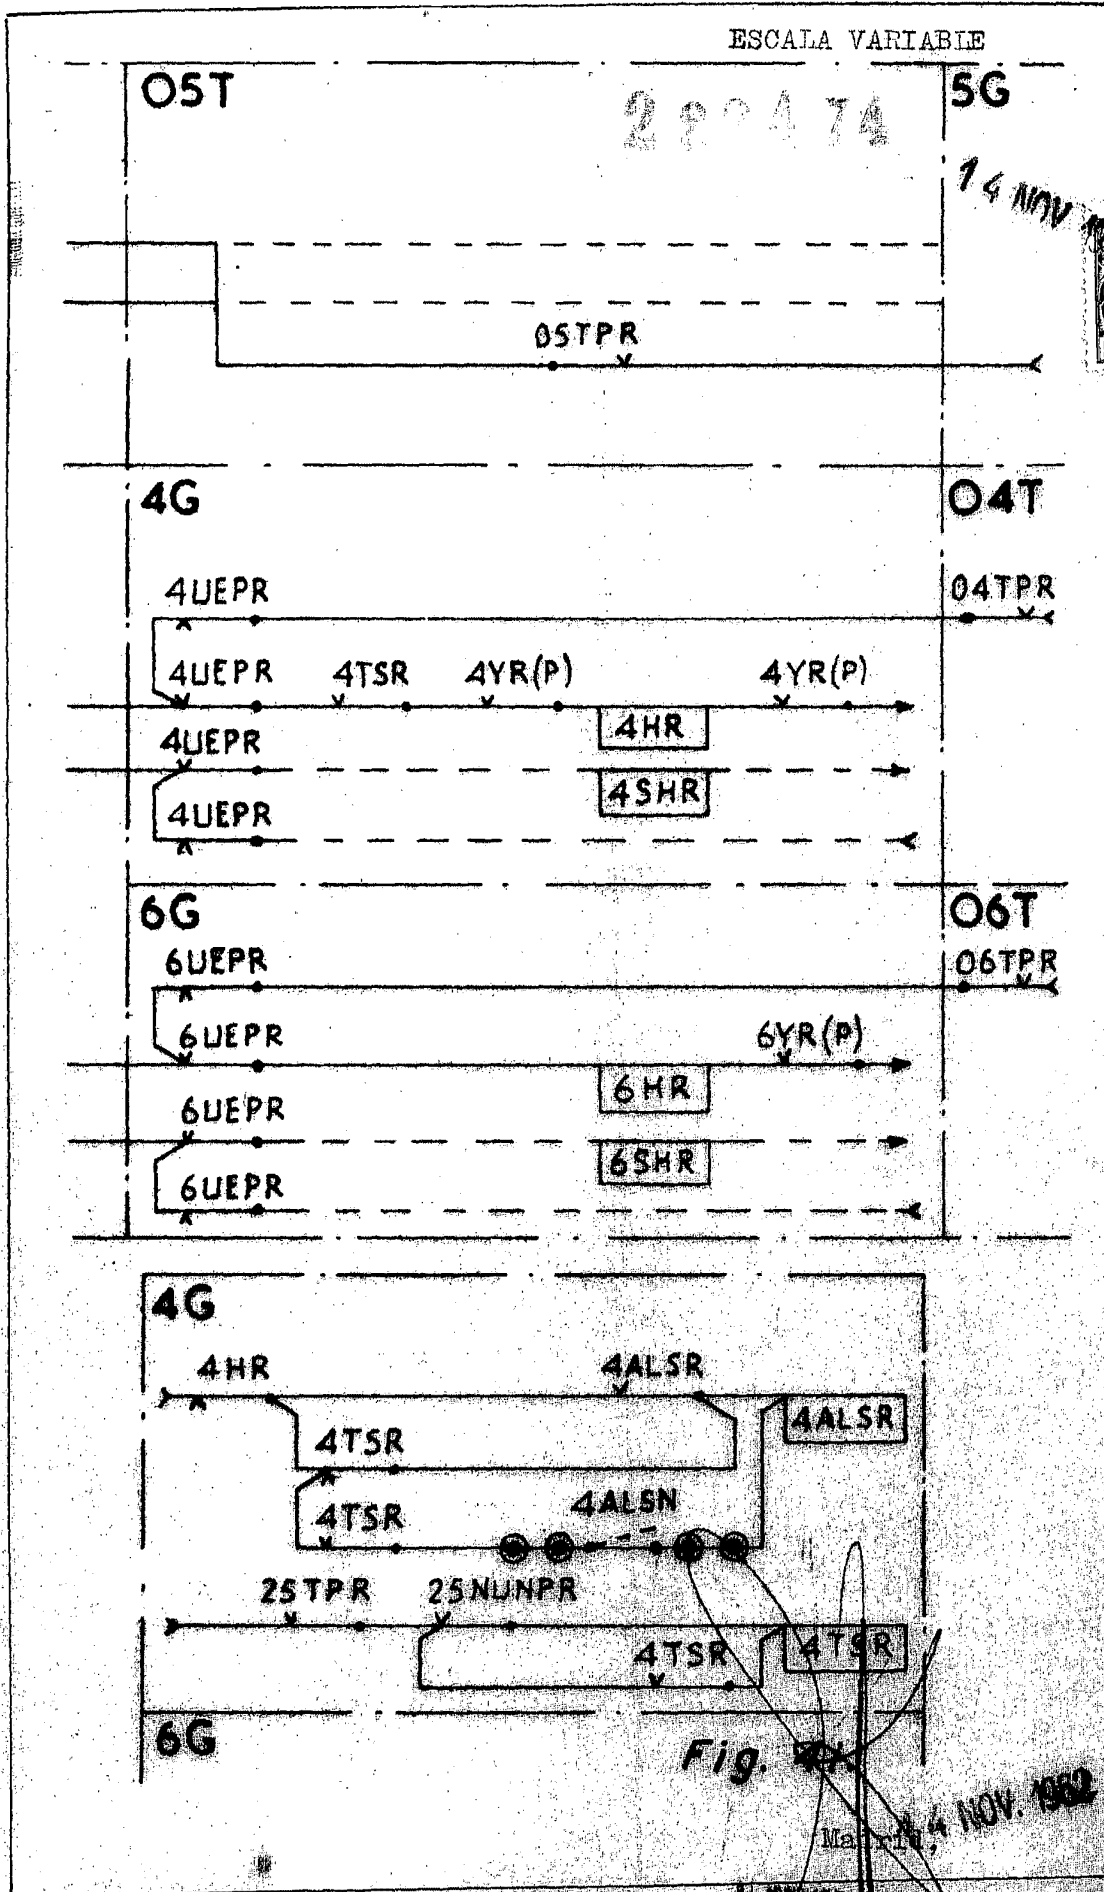 ESCALA VARIABLE
05T
5G
14 NOV
05TPR
4G
04T
4UEPR
04TPR
4UEPR 4TSR 4YR(P) 4YR(P)
4HR
4UEPR
4SHR
4UEPR
6G
06T
6UEPR
06TPR
6UEPR 6YR(P)
6HR
6UEPR
6SHR
6UEPR
4G
4HR 4ALSR
4ALSR
4TSR
4TSR 4ALSN
25TPR 25NUNPR
4TSR 4TSR
6G
Fig.
Madrid, 14 NOV. 1962